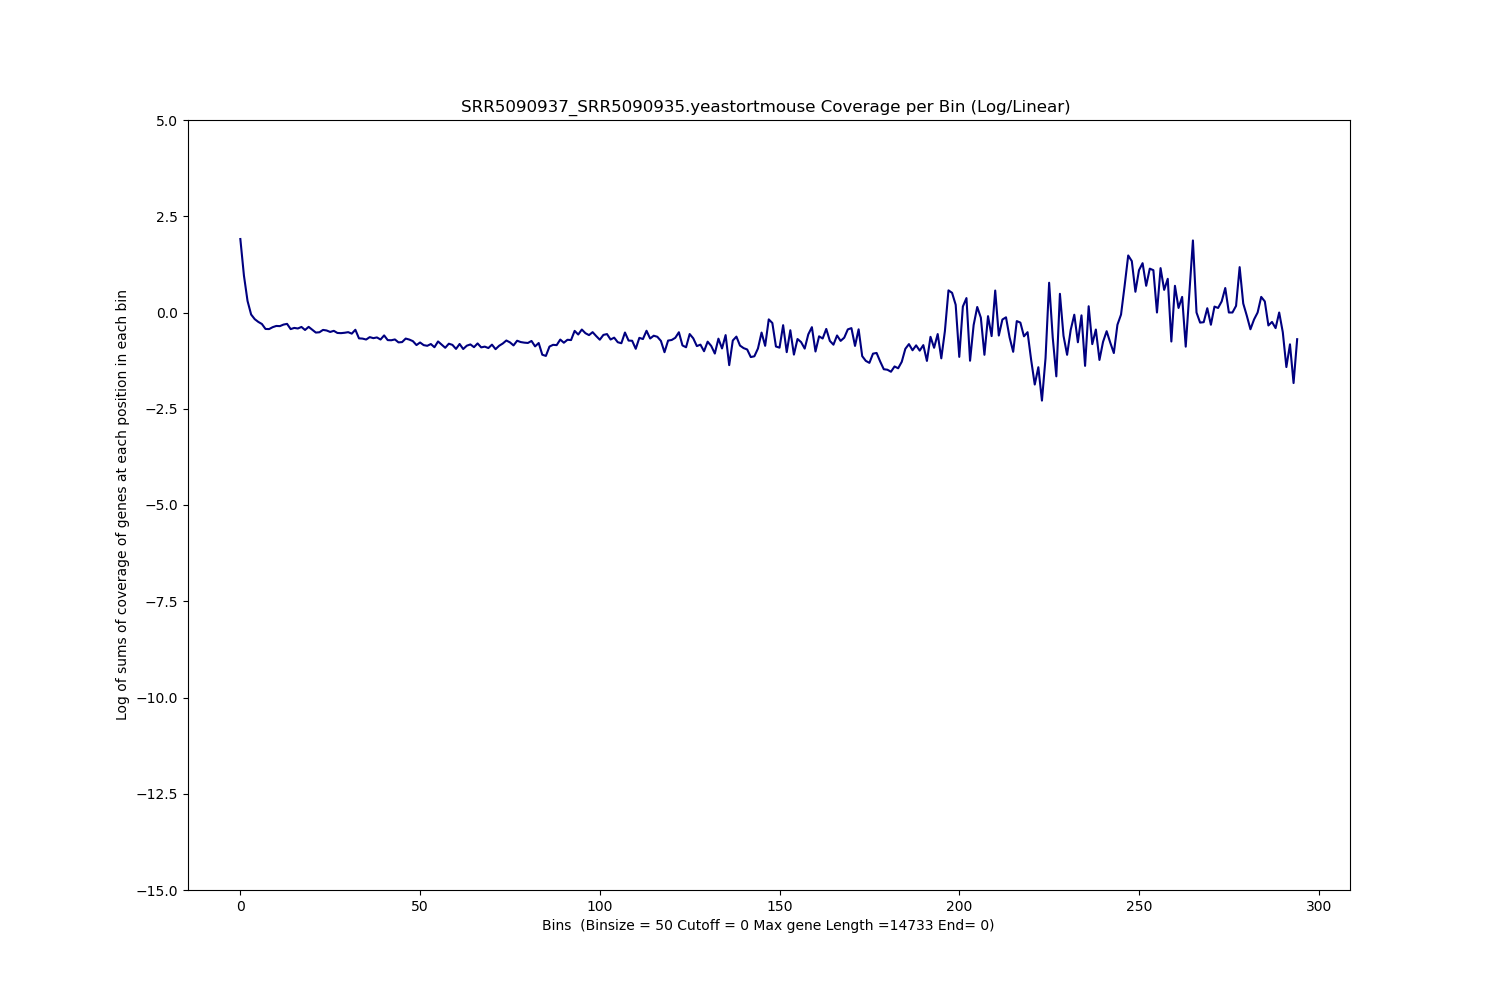 SRR5090937_SRR5090935.yeastortmouse Coverage per Bin (Log/Linear)
5.0
2.5
0.0
−2.5
−5.0
−7.5
−10.0
−12.5
−15.0
Log of sums of coverage of genes at each position in each bin
0 50 100 150 200 250 300
Bins  (Binsize = 50 Cutoff = 0 Max gene Length =14733 End= 0)